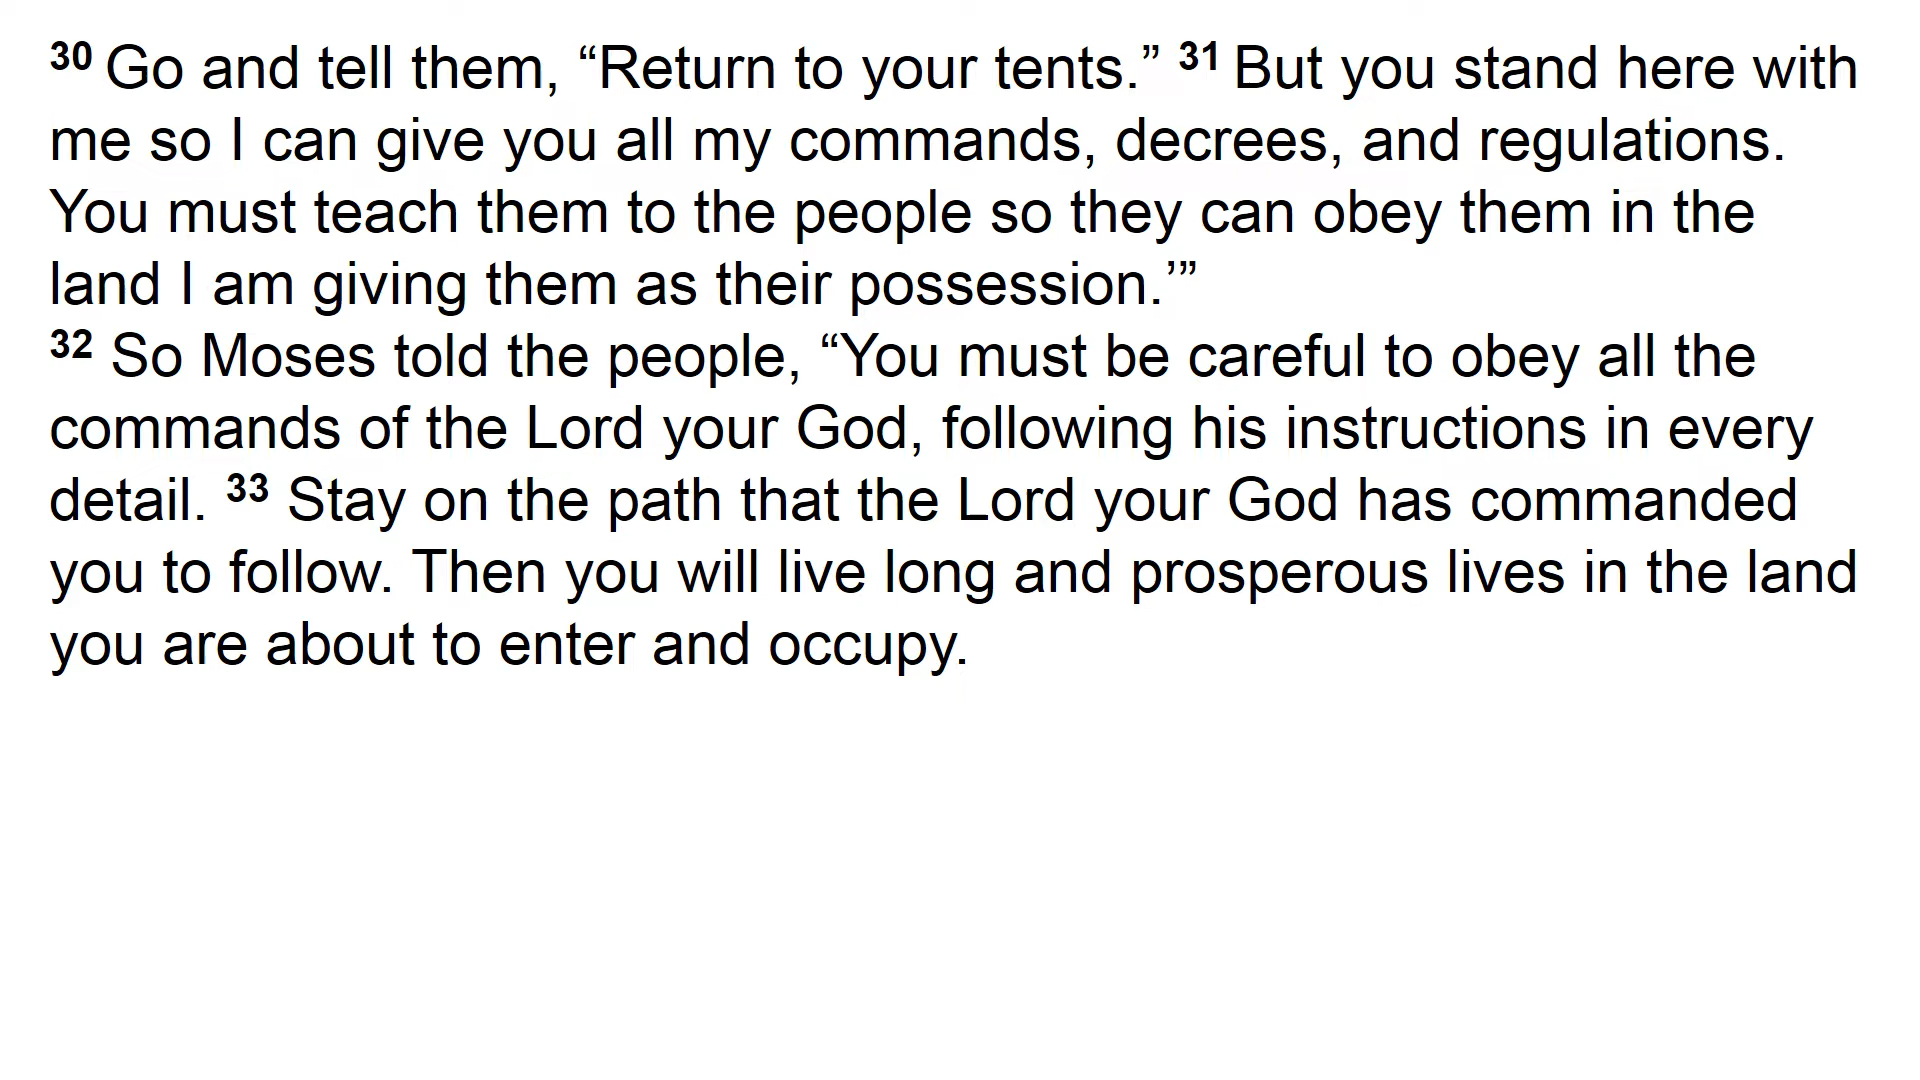 30 Go and tell them, “Return to your tents.” 31 But you stand here with
me so I can give you all my commands, decrees, and regulations.
You must teach them to the people so they can obey them in the
land I am giving them as their possession.’”
32 So Moses told the people, “You must be careful to obey all the
commands of the Lord your God, following his instructions in every
detail. 33 Stay on the path that the Lord your God has commanded
you to follow. Then you will live long and prosperous lives in the land
you are about to enter and occupy.